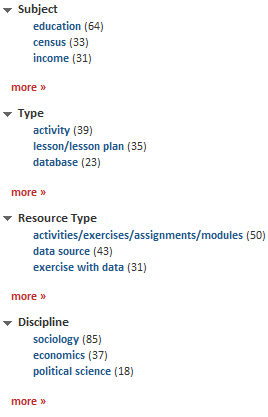 Subject
education (64)
census (33)
income (31)
more »
Type
activity (39)
lesson/lesson plan (35)
database (23)
more »
Resource Type
activities/exercises/assignments/modules (50)
data source (43)
exercise with data (31)
more »
Discipline
sociology (85)
economics (37)
political science (18)
more »